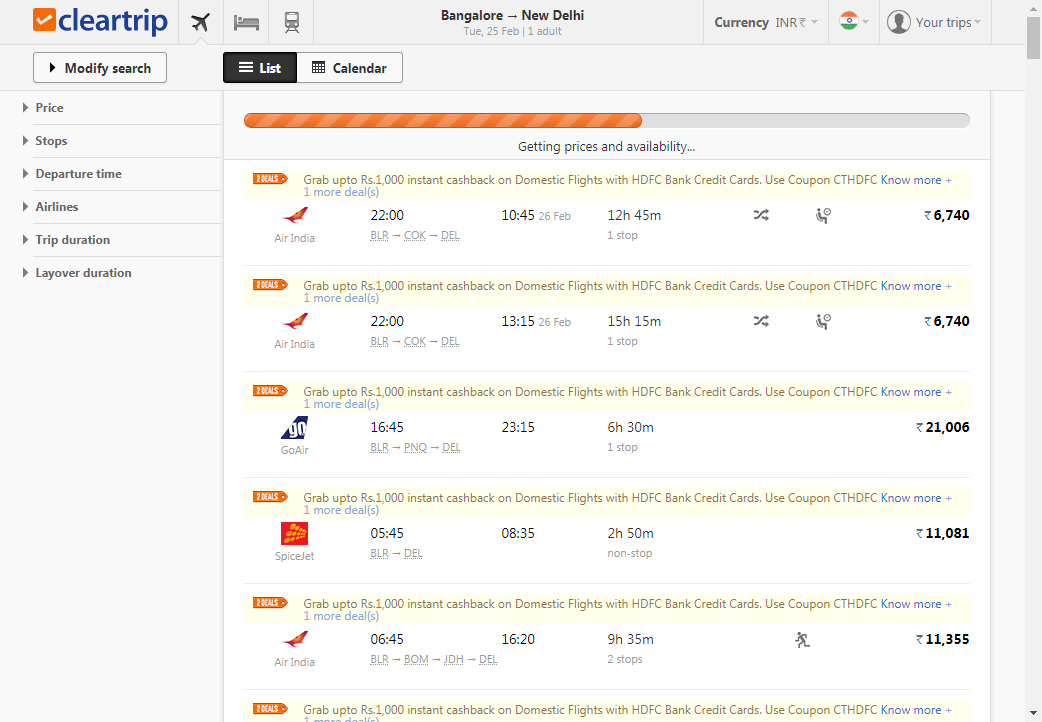 cleartrip
Bangalore → New Delhi
Tue, 25 Feb | 1 adult
Currency INR ₹
Your trips
Modify search
List
Calendar
Price
Stops
Departure time
Airlines
Trip duration
Layover duration
Getting prices and availability...
2 DEALS Grab upto Rs.1,000 instant cashback on Domestic Flights with HDFC Bank Credit Cards. Use Coupon CTHDFC Know more +
1 more deal(s)
22:00 10:45 26 Feb 12h 45m ₹ 6,740
Air India BLR → COK → DEL 1 stop
2 DEALS Grab upto Rs.1,000 instant cashback on Domestic Flights with HDFC Bank Credit Cards. Use Coupon CTHDFC Know more +
1 more deal(s)
22:00 13:15 26 Feb 15h 15m ₹ 6,740
Air India BLR → COK → DEL 1 stop
2 DEALS Grab upto Rs.1,000 instant cashback on Domestic Flights with HDFC Bank Credit Cards. Use Coupon CTHDFC Know more +
1 more deal(s)
go 16:45 23:15 6h 30m ₹ 21,006
GoAir BLR → PNQ → DEL 1 stop
2 DEALS Grab upto Rs.1,000 instant cashback on Domestic Flights with HDFC Bank Credit Cards. Use Coupon CTHDFC Know more +
1 more deal(s)
05:45 08:35 2h 50m ₹ 11,081
SpiceJet BLR → DEL non-stop
2 DEALS Grab upto Rs.1,000 instant cashback on Domestic Flights with HDFC Bank Credit Cards. Use Coupon CTHDFC Know more +
1 more deal(s)
06:45 16:20 9h 35m ₹ 11,355
Air India BLR → BOM → JDH → DEL 2 stops
2 DEALS Grab upto Rs.1,000 instant cashback on Domestic Flights with HDFC Bank Credit Cards. Use Coupon CTHDFC Know more +
1 more deal(s)